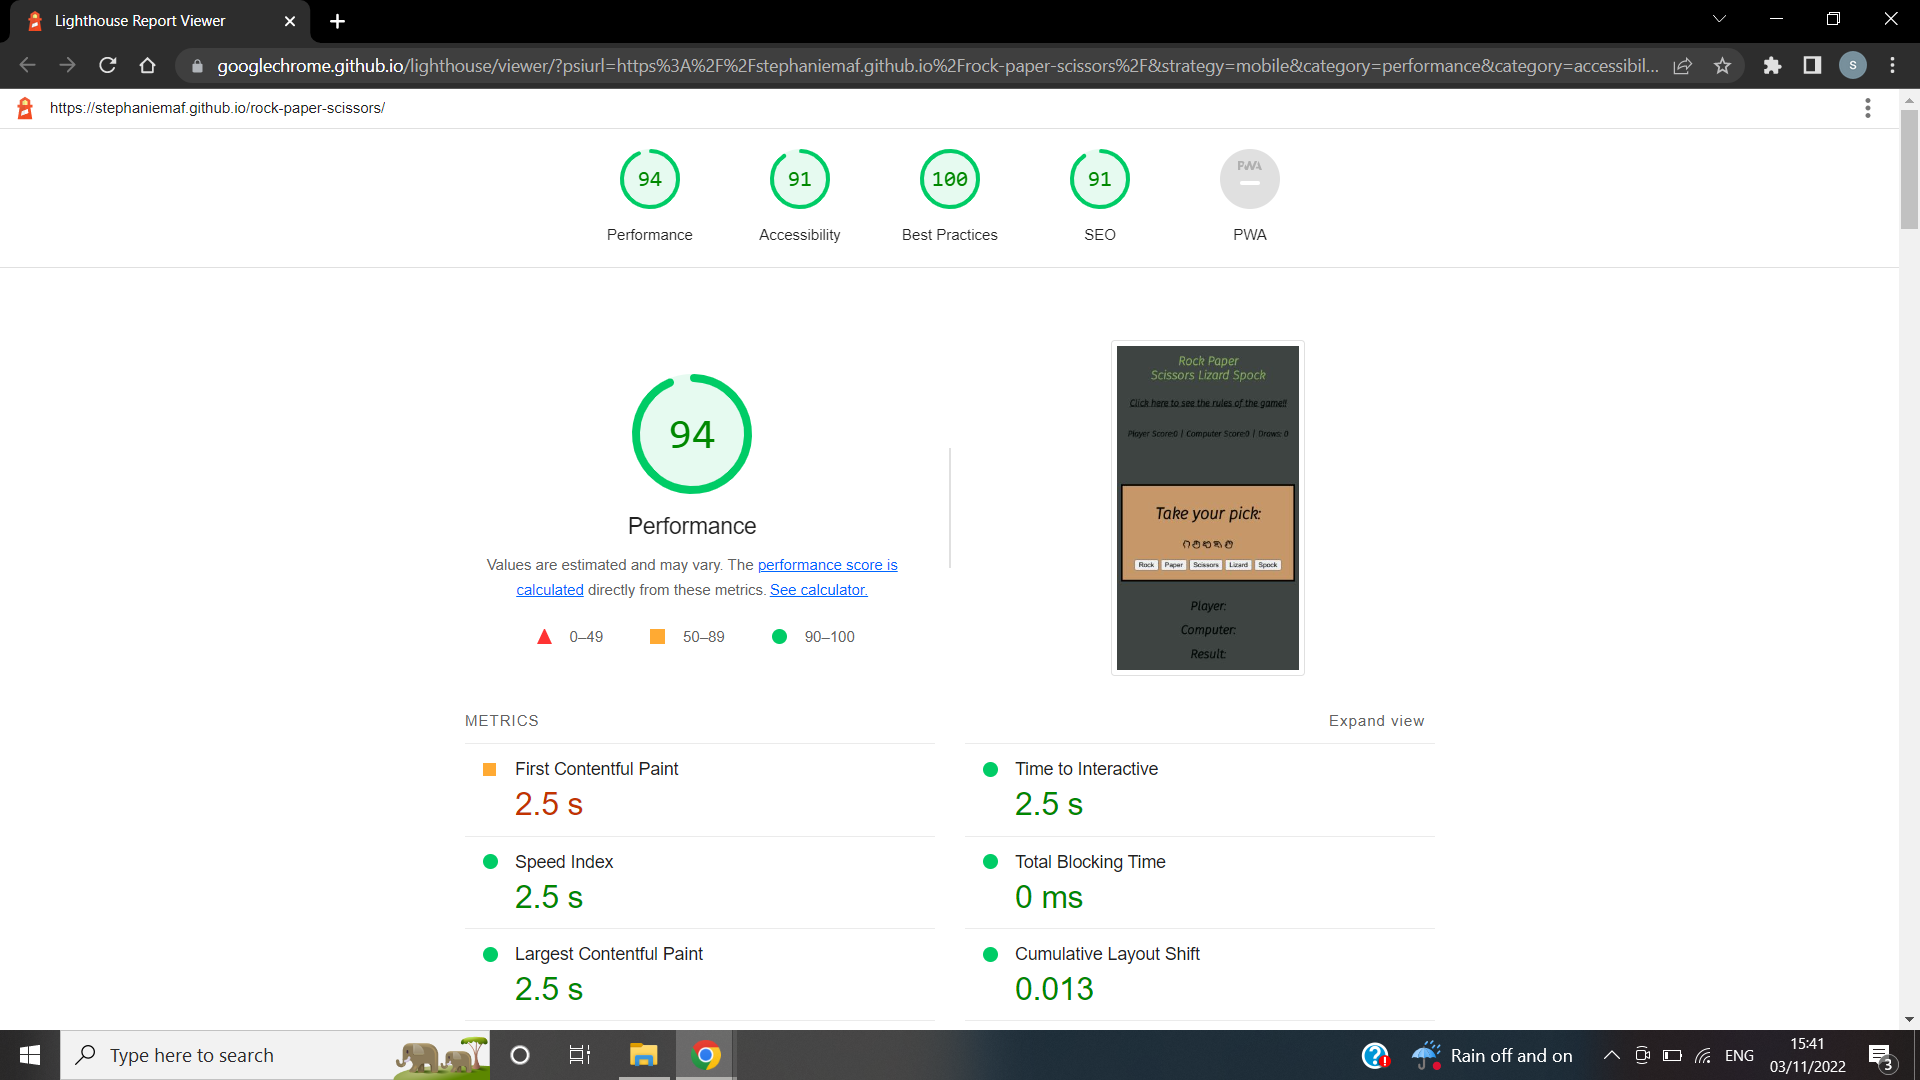 Lighthouse Report Viewer
googlechrome.github.io/lighthouse/viewer/?psiurl=https%3A%2F%2Fstephaniemaf.github.io%2Frock-paper-scissors%2F&strategy=mobile&category=performance&category=accessibil...
S
https://stephaniemaf.github.io/rock-paper-scissors/
94 91 100 91 PWA
Performance Accessibility Best Practices SEO PWA
Rock Paper
Scissors Lizard Spock
Click here to see the rules of the game!!
Player Score:0 | Computer Score:0 | Draws: 0
Take your pick:
Rock Paper Scissors Lizard Spock
Player:
Computer:
Result:
94
Performance
Values are estimated and may vary. The performance score is
calculated directly from these metrics. See calculator.
0–49 50–89 90–100
METRICS Expand view
First Contentful Paint
2.5 s
Time to Interactive
2.5 s
Speed Index
2.5 s
Total Blocking Time
0 ms
Largest Contentful Paint
2.5 s
Cumulative Layout Shift
0.013
Type here to search
Rain off and on
ENG
15:41
03/11/2022
3